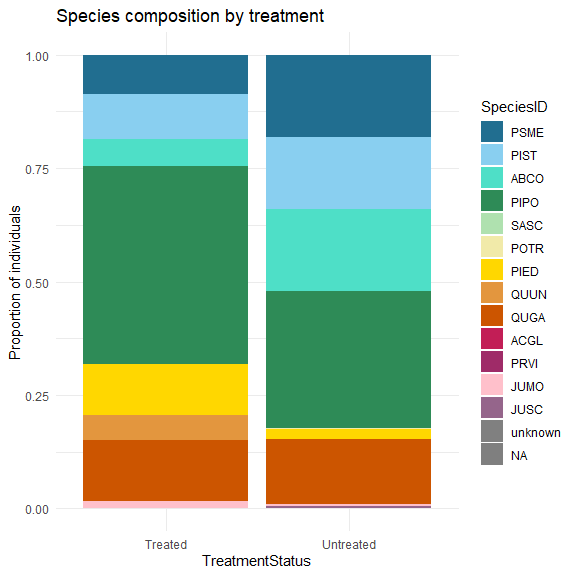 Species composition by treatment
Proportion of individuals
1.00
0.75
0.50
0.25
0.00
Treated
Untreated
TreatmentStatus
SpeciesID
PSME
PIST
ABCO
PIPO
SASC
POTR
PIED
QUUN
QUGA
ACGL
PRVI
JUMO
JUSC
unknown
NA